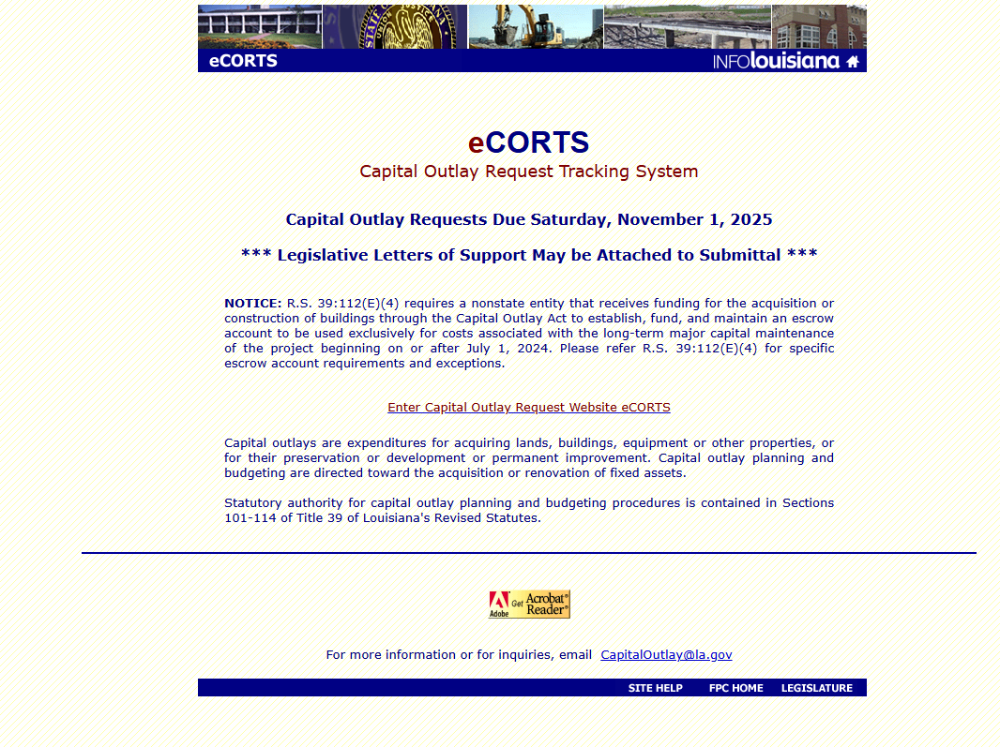 STATE OF
JUSTICE
UNION
eCORTS
INFOlouisiana
eCORTS
Capital Outlay Request Tracking System
Capital Outlay Requests Due Saturday, November 1, 2025
*** Legislative Letters of Support May be Attached to Submittal ***
NOTICE: R.S. 39:112(E)(4) requires a nonstate entity that receives funding for the acquisition or
construction of buildings through the Capital Outlay Act to establish, fund, and maintain an escrow
account to be used exclusively for costs associated with the long-term major capital maintenance
of the project beginning on or after July 1, 2024. Please refer R.S. 39:112(E)(4) for specific
escrow account requirements and exceptions.
Enter Capital Outlay Request Website eCORTS
Capital outlays are expenditures for acquiring lands, buildings, equipment or other properties, or
for their preservation or development or permanent improvement. Capital outlay planning and
budgeting are directed toward the acquisition or renovation of fixed assets.
Statutory authority for capital outlay planning and budgeting procedures is contained in Sections
101-114 of Title 39 of Louisiana's Revised Statutes.
Adobe Get Acrobat®
Reader®
For more information or for inquiries, email CapitalOutlay@la.gov
SITE HELP FPC HOME LEGISLATURE